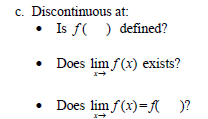 c. Discontinuous at:
• Is f( ) defined?
• Does lim f(x) exists?
x→
• Does lim f(x)=f( )?
x→